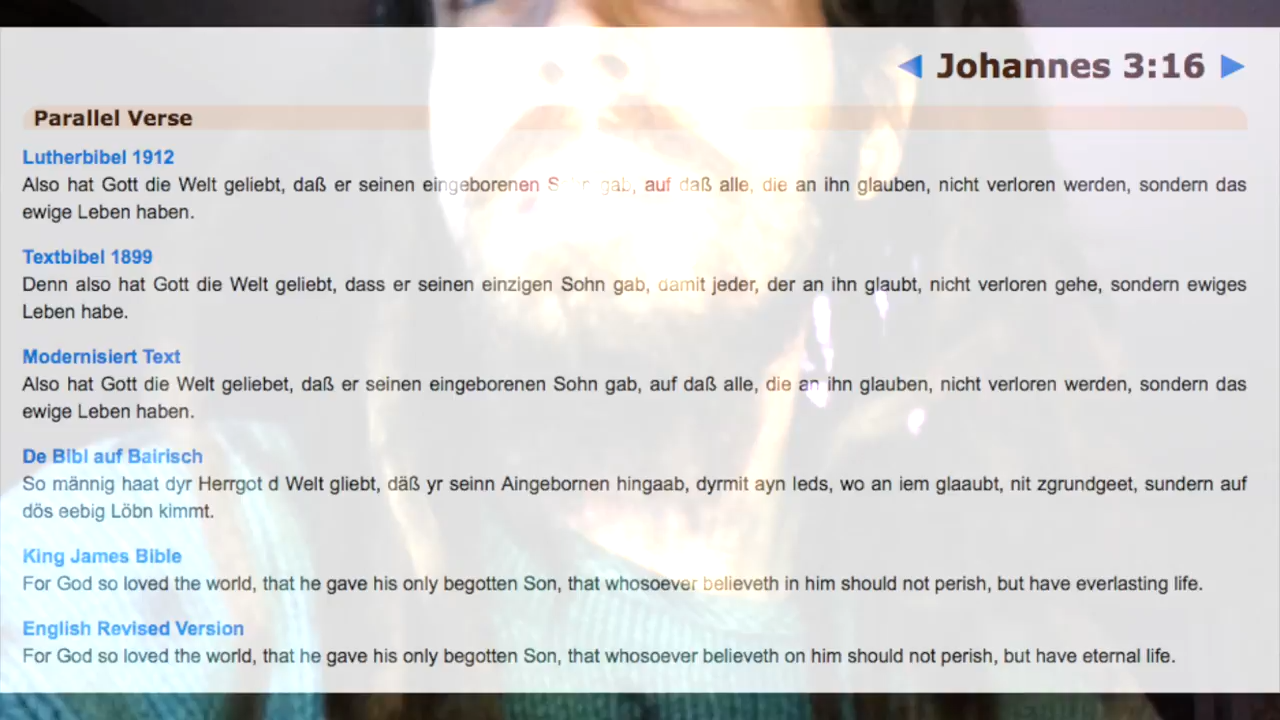 Johannes 3:16
Parallel Verse
Lutherbibel 1912
Also hat Gott die Welt geliebt, daß er seinen eingeborenen Sohn gab, auf daß alle, die an ihn glauben, nicht verloren werden, sondern das
ewige Leben haben.
Textbibel 1899
Denn also hat Gott die Welt geliebt, dass er seinen einzigen Sohn gab, damit jeder, der an ihn glaubt, nicht verloren gehe, sondern ewiges
Leben habe.
Modernisiert Text
Also hat Gott die Welt geliebet, daß er seinen eingeborenen Sohn gab, auf daß alle, die an ihn glauben, nicht verloren werden, sondern das
ewige Leben haben.
De Bibl auf Bairisch
So männig haat dyr Herrgot d Welt gliebt, däß yr seinn Aingebornen hingaab, dyrmit ayn Ieds, wo an iem glaaubt, nit zgrundgeet, sundern auf
dös eebig Löbn kimmt.
King James Bible
For God so loved the world, that he gave his only begotten Son, that whosoever believeth in him should not perish, but have everlasting life.
English Revised Version
For God so loved the world, that he gave his only begotten Son, that whosoever believeth on him should not perish, but have eternal life.